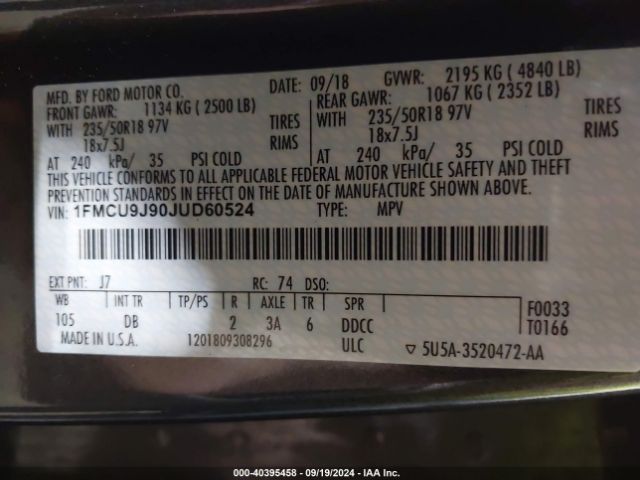 MFD. BY FORD MOTOR CO.
DATE: 09/18 GVWR: 2195 KG ( 4840 LB)
FRONT GAWR: 1134 KG ( 2500 LB)
REAR GAWR: 1067 KG ( 2352 LB)
WITH 235/50R18 97V TIRES
WITH 235/50R18 97V TIRES
18x7.5J RIMS
18x7.5J RIMS
AT 240 kPa/ 35 PSI COLD
AT 240 kPa/ 35 PSI COLD
THIS VEHICLE CONFORMS TO ALL APPLICABLE FEDERAL MOTOR VEHICLE SAFETY AND THEFT
PREVENTION STANDARDS IN EFFECT ON THE DATE OF MANUFACTURE SHOWN ABOVE.
VIN: 1FMCU9J90JUD60524 TYPE: MPV
EXT PNT: J7 RC: 74 DSO:
WB INT TR TP/PS R AXLE TR SPR
105 DB 2 3A 6 DDCC
F0033
T0166
MADE IN U.S.A. 1201809308296 ULC ▽ 5U5A-3520472-AA
000-40395458 - 09/19/2024 - IAA Inc.